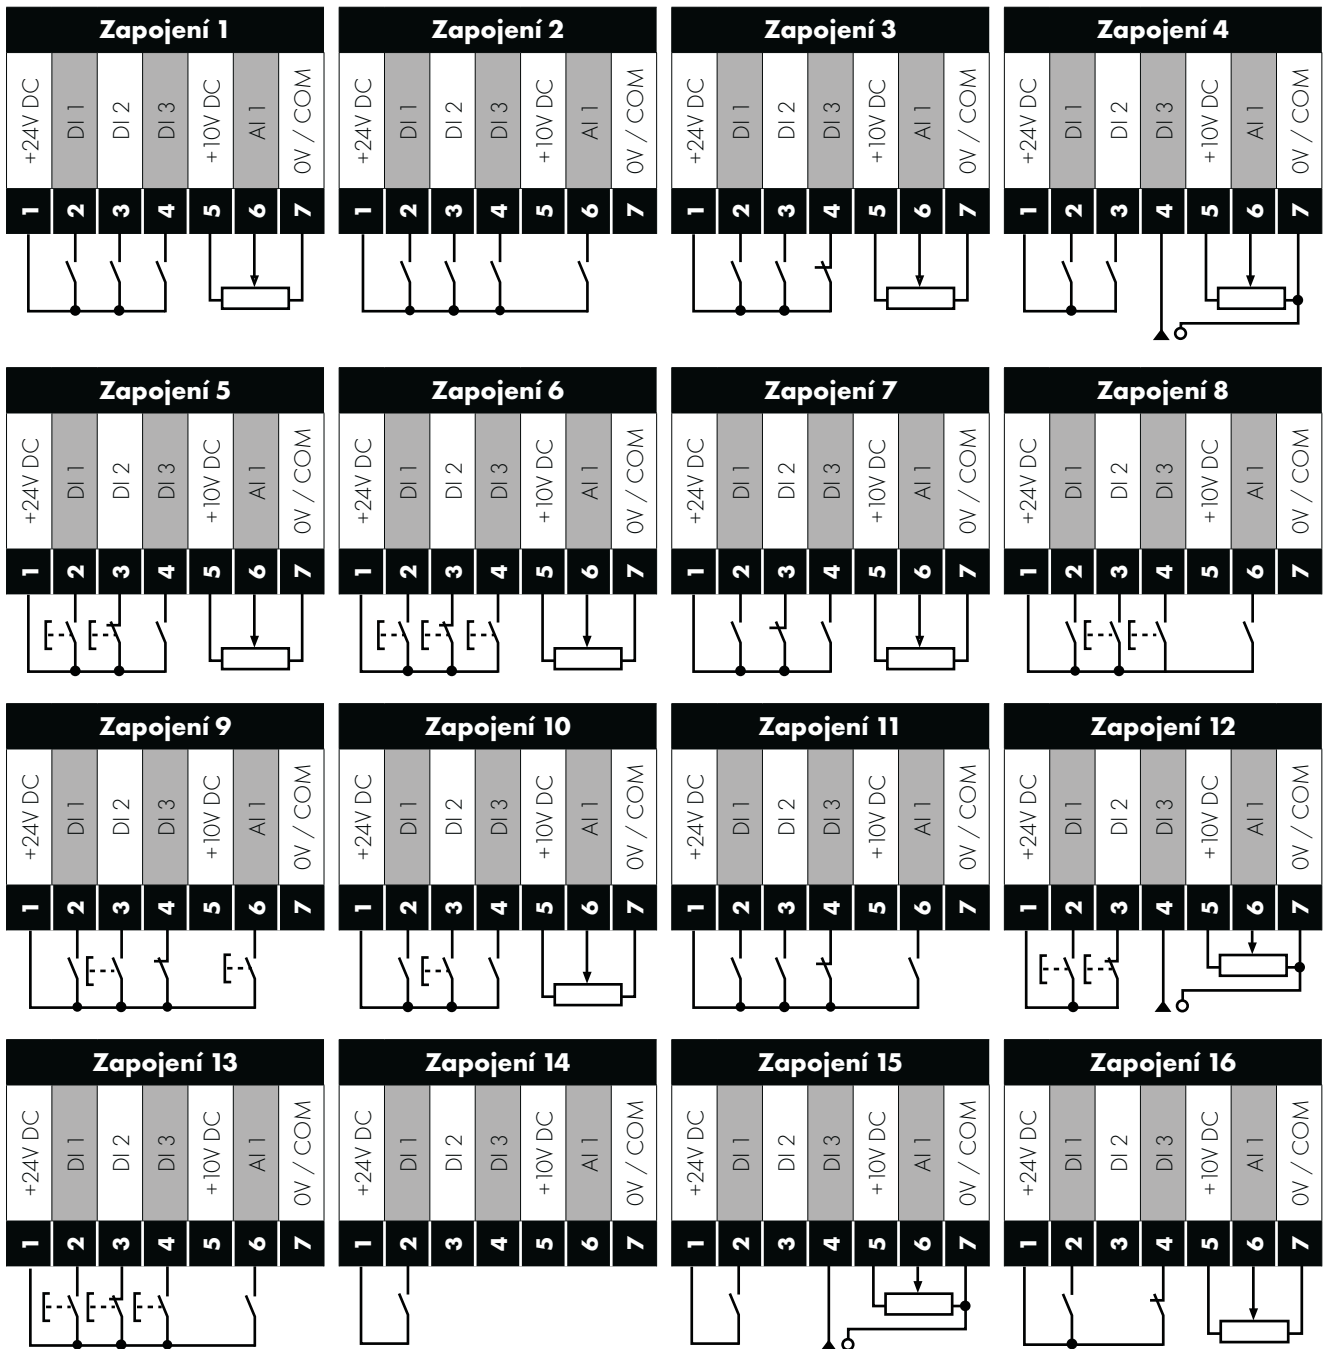 Zapojení 1
+24V DC
DI 1
DI 2
DI 3
+10V DC
AI 1
0V / COM
1
2
3
4
5
6
7
Zapojení 2
+24V DC
DI 1
DI 2
DI 3
+10V DC
AI 1
0V / COM
1
2
3
4
5
6
7
Zapojení 3
+24V DC
DI 1
DI 2
DI 3
+10V DC
AI 1
0V / COM
1
2
3
4
5
6
7
Zapojení 4
+24V DC
DI 1
DI 2
DI 3
+10V DC
AI 1
0V / COM
1
2
3
4
5
6
7
Zapojení 5
+24V DC
DI 1
DI 2
DI 3
+10V DC
AI 1
0V / COM
1
2
3
4
5
6
7
Zapojení 6
+24V DC
DI 1
DI 2
DI 3
+10V DC
AI 1
0V / COM
1
2
3
4
5
6
7
Zapojení 7
+24V DC
DI 1
DI 2
DI 3
+10V DC
AI 1
0V / COM
1
2
3
4
5
6
7
Zapojení 8
+24V DC
DI 1
DI 2
DI 3
+10V DC
AI 1
0V / COM
1
2
3
4
5
6
7
Zapojení 9
+24V DC
DI 1
DI 2
DI 3
+10V DC
AI 1
0V / COM
1
2
3
4
5
6
7
Zapojení 10
+24V DC
DI 1
DI 2
DI 3
+10V DC
AI 1
0V / COM
1
2
3
4
5
6
7
Zapojení 11
+24V DC
DI 1
DI 2
DI 3
+10V DC
AI 1
0V / COM
1
2
3
4
5
6
7
Zapojení 12
+24V DC
DI 1
DI 2
DI 3
+10V DC
AI 1
0V / COM
1
2
3
4
5
6
7
Zapojení 13
+24V DC
DI 1
DI 2
DI 3
+10V DC
AI 1
0V / COM
1
2
3
4
5
6
7
Zapojení 14
+24V DC
DI 1
DI 2
DI 3
+10V DC
AI 1
0V / COM
1
2
3
4
5
6
7
Zapojení 15
+24V DC
DI 1
DI 2
DI 3
+10V DC
AI 1
0V / COM
1
2
3
4
5
6
7
Zapojení 16
+24V DC
DI 1
DI 2
DI 3
+10V DC
AI 1
0V / COM
1
2
3
4
5
6
7